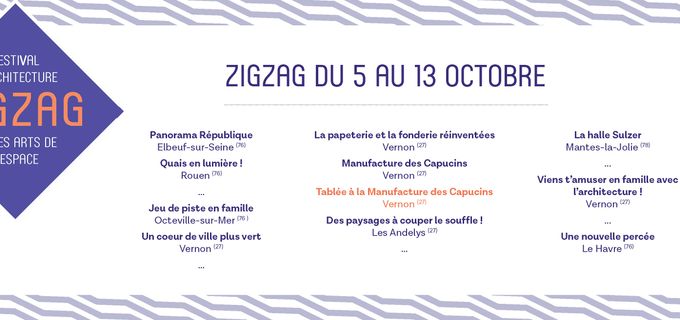 ESTIVAL
CHITECTURE
GZAG
ES ARTS DE
ESPACE
ZIGZAG DU 5 AU 13 OCTOBRE
Panorama République
Elbeuf-sur-Seine (76)
Quais en lumière !
Rouen (76)
...
Jeu de piste en famille
Octeville-sur-Mer (76 )
Un coeur de ville plus vert
Vernon (27)
...
La papeterie et la fonderie réinventées
Vernon (27)
Manufacture des Capucins
Vernon (27)
Tablée à la Manufacture des Capucins
Vernon (27)
Des paysages à couper le souffle !
Les Andelys (27)
...
La halle Sulzer
Mantes-la-Jolie (78)
...
Viens t’amuser en famille avec
l’architecture !
Vernon (27)
...
Une nouvelle percée
Le Havre (76)